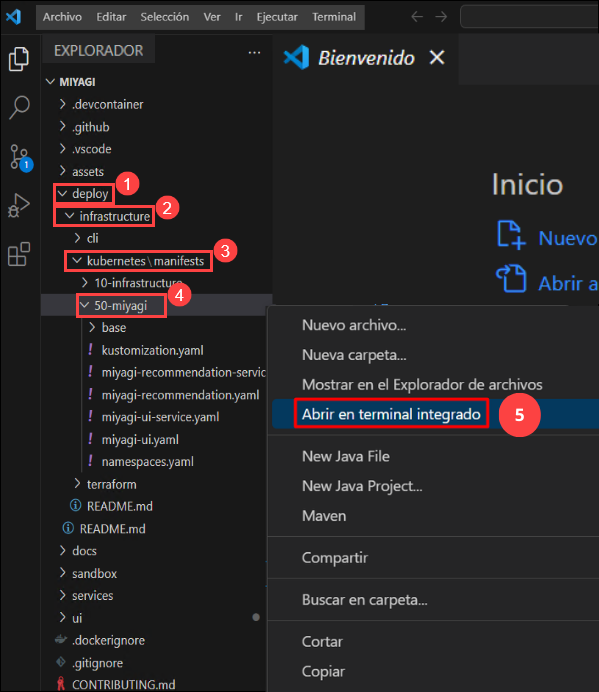 Archivo Editar Selección Ver Ir Ejecutar Terminal
EXPLORADOR ...
Bienvenido
MIYAGI
.devcontainer
.github
.vscode
assets
deploy 1
infrastructure 2
cli
kubernetes\manifests 3
10-infrastructure
50-miyagi 4
base
kustomization.yaml
miyagi-recommendation-servic
miyagi-recommendation.yaml
miyagi-ui-service.yaml
miyagi-ui.yaml
namespaces.yaml
terraform
README.md
README.md
docs
sandbox
services
ui
.dockerignore
.gitignore
CONTRIBUTING.md
1
Inicio
Nuevo
Abrir a
Nuevo archivo...
Nueva carpeta...
Mostrar en el Explorador de archivos
Abrir en terminal integrado 5
New Java File
New Java Project...
Maven
Compartir
Buscar en carpeta...
Cortar
Copiar